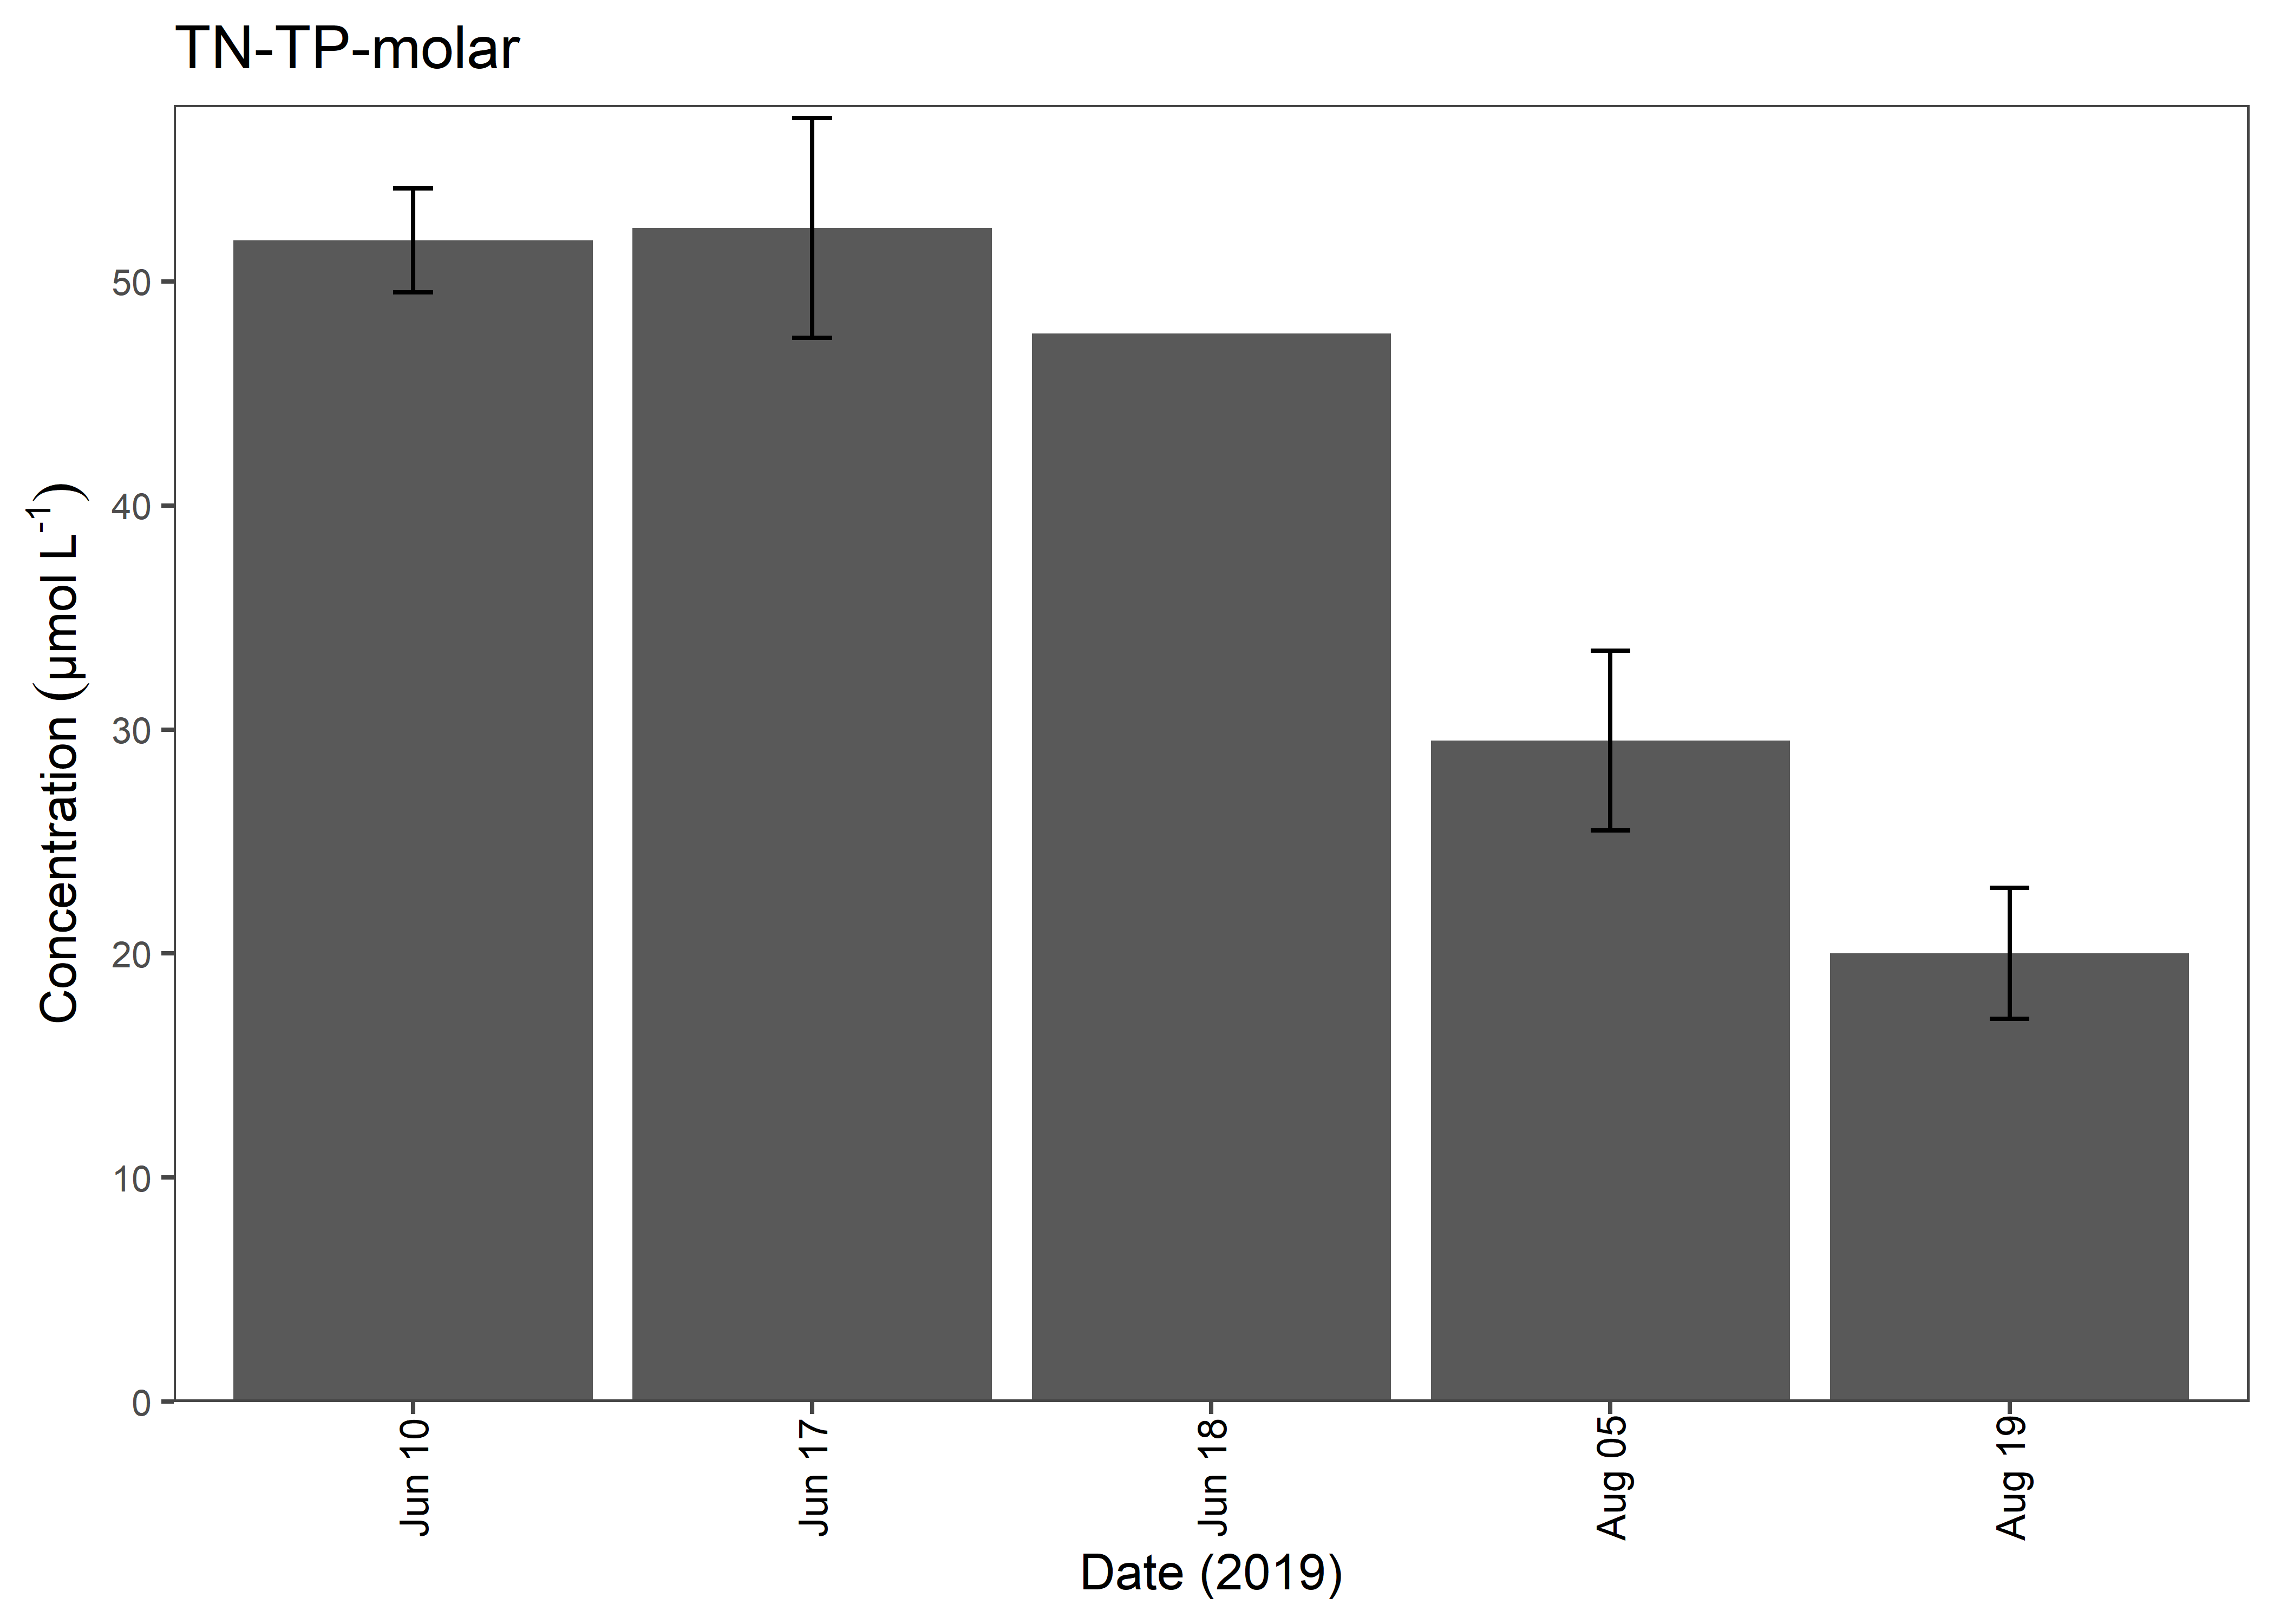 TN-TP-molar
Concentration (µmol L⁻¹)
50
40
30
20
10
0
Jun 10
Jun 17
Jun 18
Aug 05
Aug 19
Date (2019)